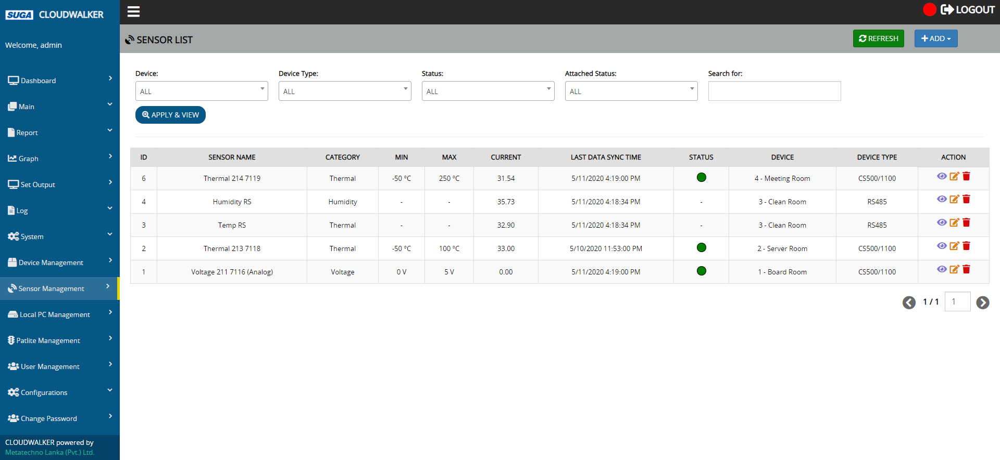 SUGA CLOUDWALKER
LOGOUT
Welcome, admin
Dashboard
Main
Report
Graph
Set Output
Log
System
Device Management
Sensor Management
Local PC Management
Patlite Management
User Management
Configurations
Change Password
CLOUDWALKER powered by
Metatechno Lanka (Pvt.) Ltd.
SENSOR LIST
REFRESH
ADD
Device: Device Type: Status: Attached Status: Search for:
ALL ALL ALL ALL
APPLY & VIEW
ID SENSOR NAME CATEGORY MIN MAX CURRENT LAST DATA SYNC TIME STATUS DEVICE DEVICE TYPE ACTION
6 Thermal 214 7119 Thermal -50 °C 250 °C 31.54 5/11/2020 4:19:00 PM 4 - Meeting Room CS500/1100
4 Humidity RS Humidity - - 35.73 5/11/2020 4:18:34 PM - 3 - Clean Room RS485
3 Temp RS Thermal - - 32.90 5/11/2020 4:18:34 PM - 3 - Clean Room RS485
2 Thermal 213 7118 Thermal -50 °C 100 °C 33.00 5/10/2020 11:53:00 PM 2 - Server Room CS500/1100
1 Voltage 211 7116 (Analog) Voltage 0 V 5 V 0.00 5/11/2020 4:19:00 PM 1 - Board Room CS500/1100
1 / 1 1